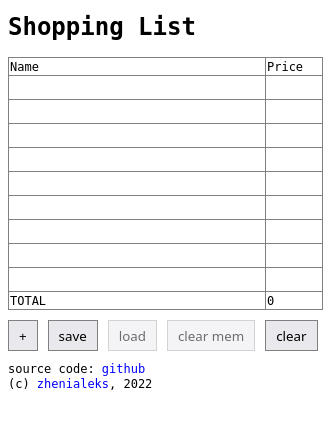 Shopping List
Name Price
TOTAL 0
+ save load clear mem clear
source code: github
(c) zhenialeks, 2022